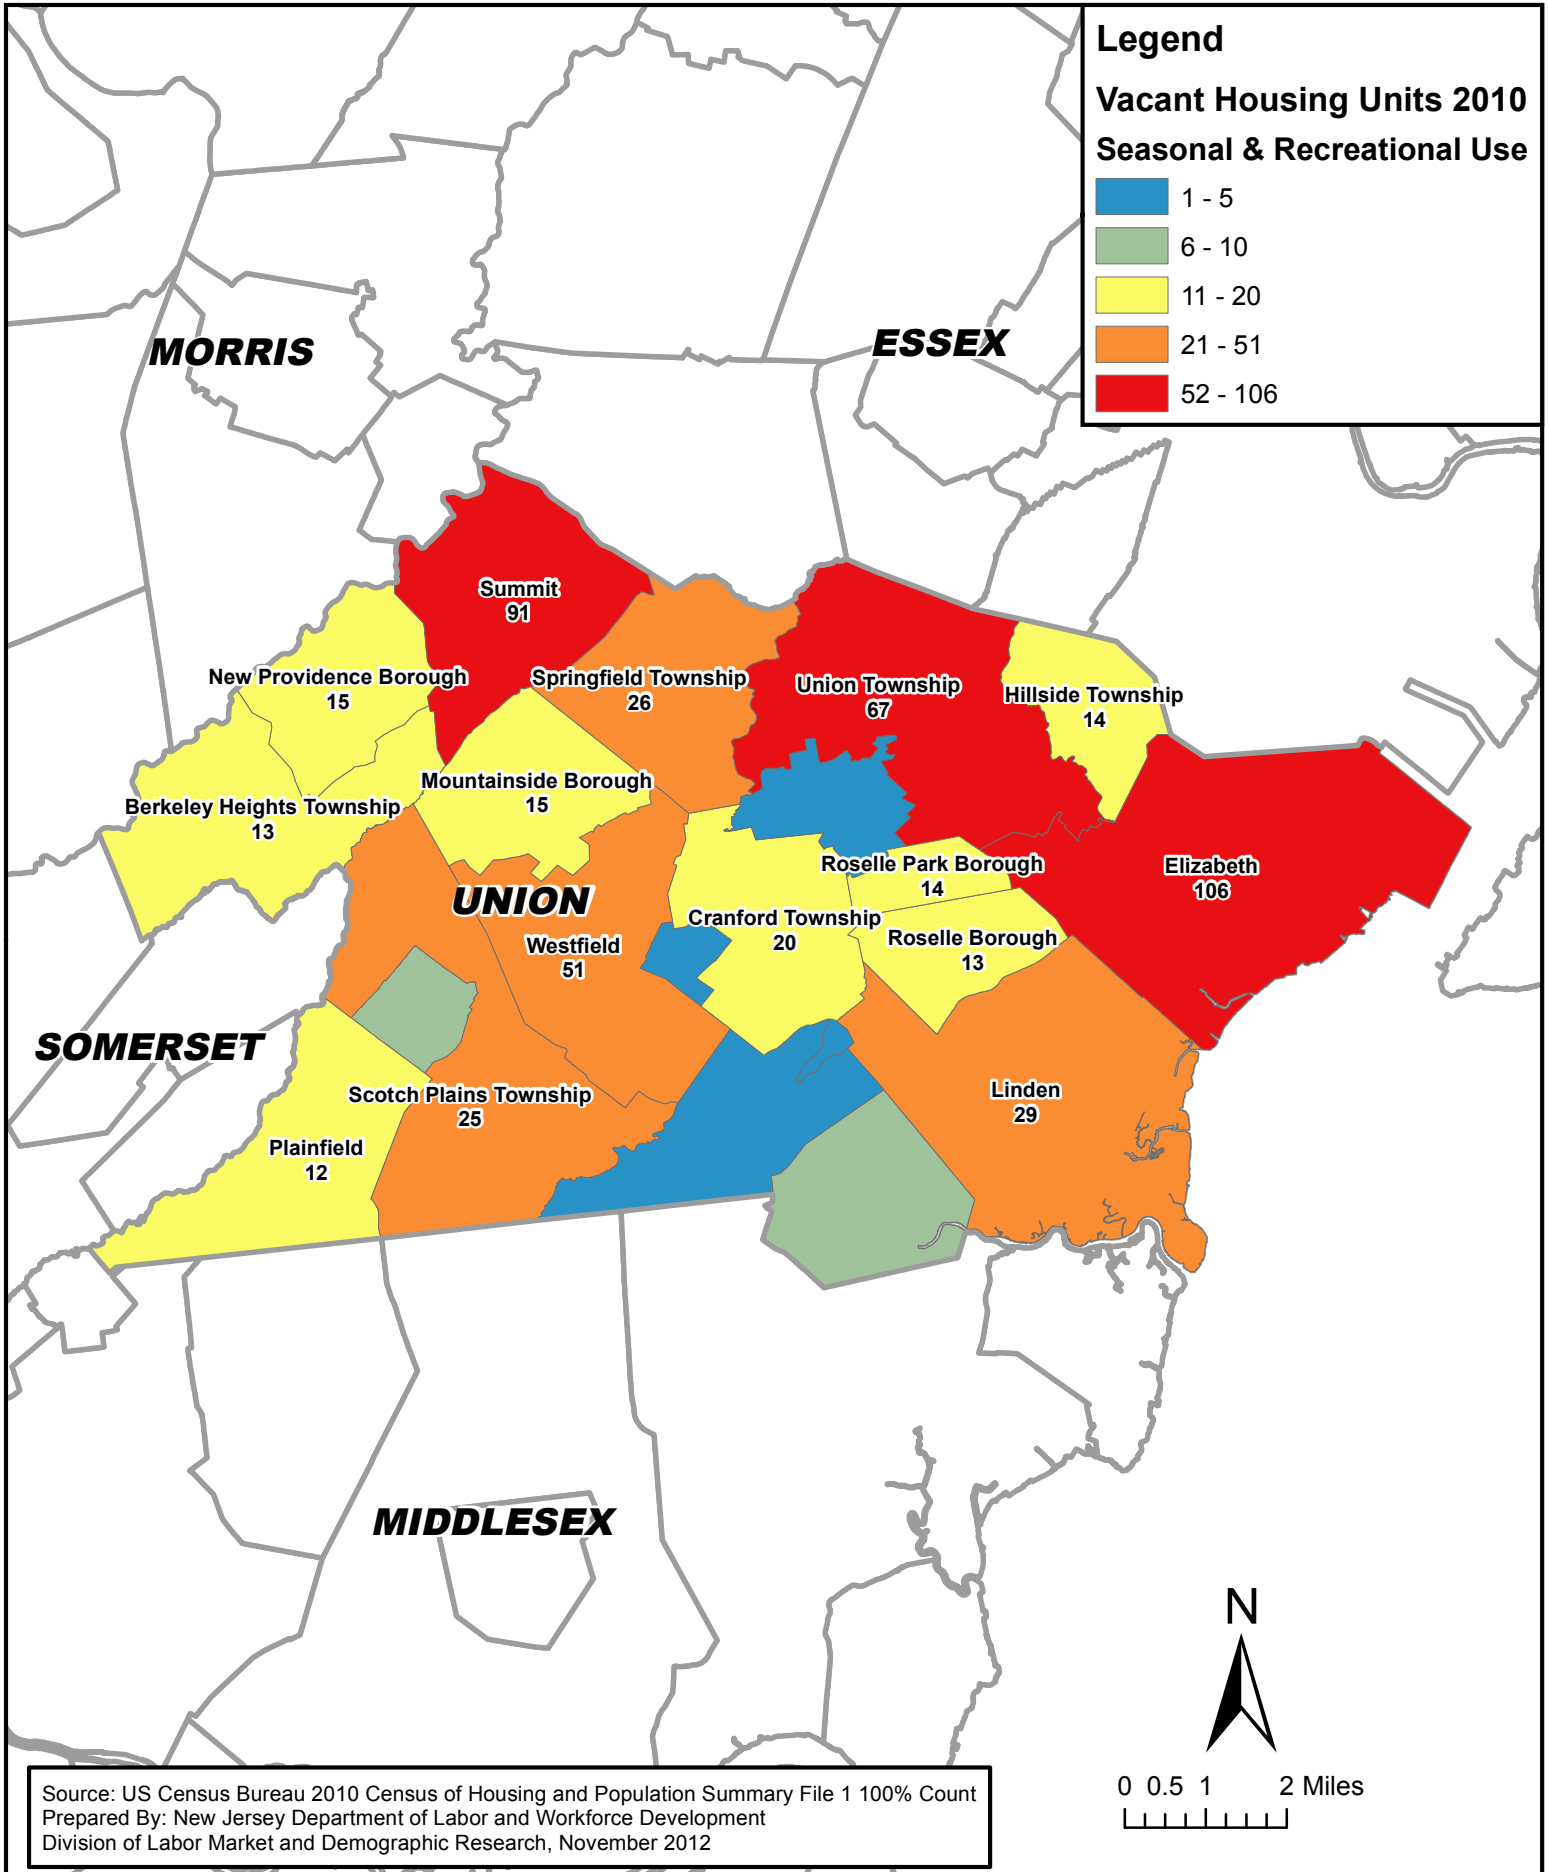 Legend
Vacant Housing Units 2010
Seasonal & Recreational Use
1 - 5
6 - 10
11 - 20
21 - 51
52 - 106
MORRIS
ESSEX
Summit
91
New Providence Borough
15
Springfield Township
26
Union Township
67
Hillside Township
14
Mountainside Borough
15
Berkeley Heights Township
13
Roselle Park Borough
14
Elizabeth
106
UNION
Westfield
51
Cranford Township
20
Roselle Borough
13
SOMERSET
Scotch Plains Township
25
Linden
29
Plainfield
12
MIDDLESEX
N
0 0.5 1 2 Miles
Source: US Census Bureau 2010 Census of Housing and Population Summary File 1 100% Count
Prepared By: New Jersey Department of Labor and Workforce Development
Division of Labor Market and Demographic Research, November 2012